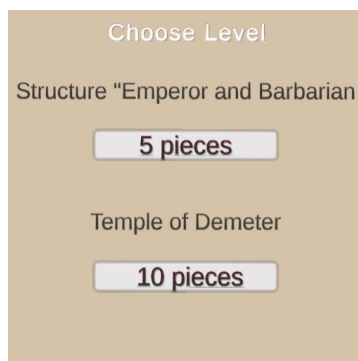 Choose Level
Structure "Emperor and Barbarian
5 pieces
Temple of Demeter
10 pieces